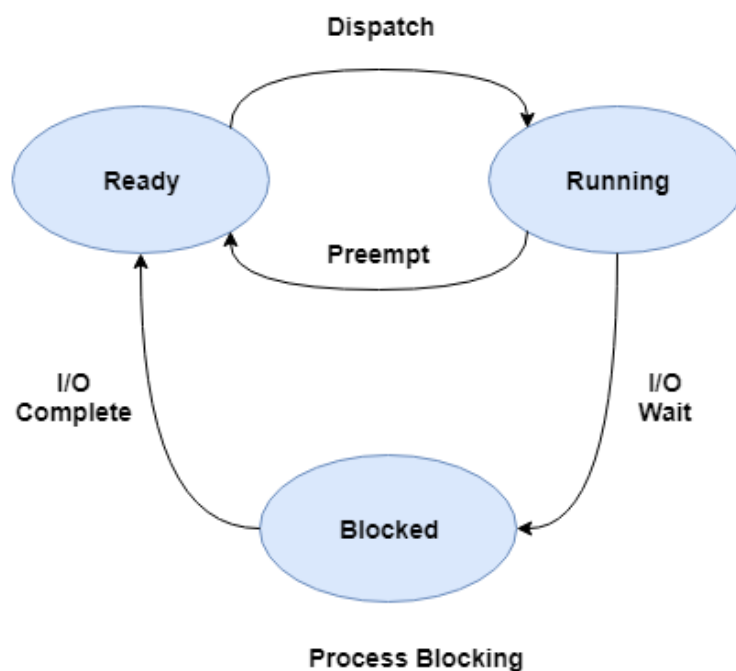 Dispatch
Ready
Running
Preempt
I/O
Complete
I/O
Wait
Blocked
Process Blocking